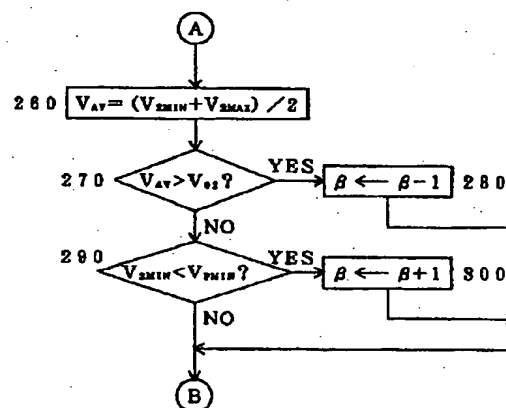 A
260 V_AV=(V_2MIN+V_2MAX)/2
270 V_AV>V_02? YES β ← β-1 280
NO
290 V_2MIN<V_PMIN? YES β ← β+1 300
NO
B